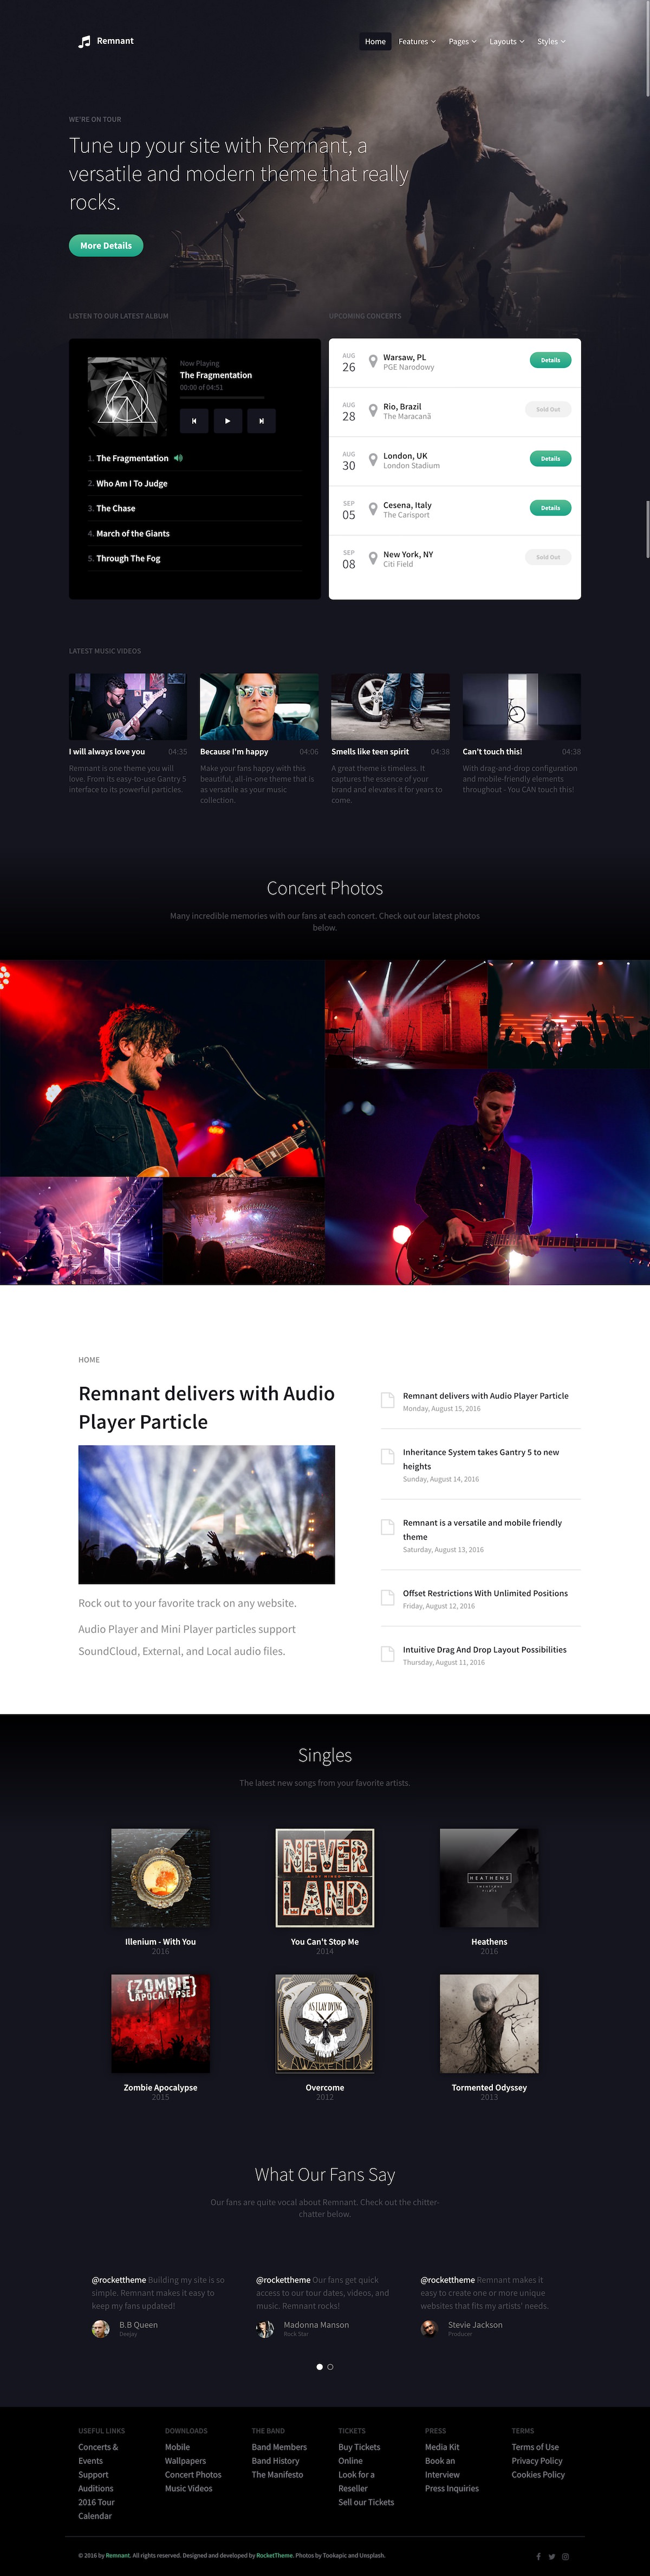 Remnant
Home Features Pages Layouts Styles
WE'RE ON TOUR
Tune up your site with Remnant, a
versatile and modern theme that really
rocks.
More Details
LISTEN TO OUR LATEST ALBUM
Now Playing
The Fragmentation
00:00 of 04:51
1. The Fragmentation
2. Who Am I To Judge
3. The Chase
4. March of the Giants
5. Through The Fog
UPCOMING CONCERTS
AUG
26
Warsaw, PL
PGE Narodowy
Details
AUG
28
Rio, Brazil
The Maracanã
Sold Out
AUG
30
London, UK
London Stadium
Details
SEP
05
Cesena, Italy
The Carisport
Details
SEP
08
New York, NY
Citi Field
Sold Out
LATEST MUSIC VIDEOS
I will always love you 04:35
Remnant is one theme you will
love. From its easy-to-use Gantry 5
interface to its powerful particles.
Because I'm happy 04:06
Make your fans happy with this
beautiful, all-in-one theme that is
as versatile as your music
collection.
Smells like teen spirit 04:38
A great theme is timeless. It
captures the essence of your
brand and elevates it for years to
come.
Can't touch this! 04:38
With drag-and-drop configuration
and mobile-friendly elements
throughout - You CAN touch this!
Concert Photos
Many incredible memories with our fans at each concert. Check out our latest photos
below.
HOME
Remnant delivers with Audio
Player Particle
Rock out to your favorite track on any website.
Audio Player and Mini Player particles support
SoundCloud, External, and Local audio files.
Remnant delivers with Audio Player Particle
Monday, August 15, 2016
Inheritance System takes Gantry 5 to new
heights
Sunday, August 14, 2016
Remnant is a versatile and mobile friendly
theme
Saturday, August 13, 2016
Offset Restrictions With Unlimited Positions
Friday, August 12, 2016
Intuitive Drag And Drop Layout Possibilities
Thursday, August 11, 2016
Singles
The latest new songs from your favorite artists.
Illenium - With You
2016
NEVER
LAND
You Can't Stop Me
2014
HEATHENS
Heathens
2016
{ZOMBIE}
APOCALYPSE
Zombie Apocalypse
2015
AS I LAY DYING
AWAKENED
Overcome
2012
Tormented Odyssey
2013
What Our Fans Say
Our fans are quite vocal about Remnant. Check out the chitter-
chatter below.
@rockettheme Building my site is so
simple. Remnant makes it easy to
keep my fans updated!
B.B Queen
Deejay
@rockettheme Our fans get quick
access to our tour dates, videos, and
music. Remnant rocks!
Madonna Manson
Rock Star
@rockettheme Remnant makes it
easy to create one or more unique
websites that fits my artists' needs.
Stevie Jackson
Producer
USEFUL LINKS
Concerts &
Events
Support
Auditions
2016 Tour
Calendar
DOWNLOADS
Mobile
Wallpapers
Concert Photos
Music Videos
THE BAND
Band Members
Band History
The Manifesto
TICKETS
Buy Tickets
Online
Look for a
Reseller
Sell our Tickets
PRESS
Media Kit
Book an
Interview
Press Inquiries
TERMS
Terms of Use
Privacy Policy
Cookies Policy
© 2016 by Remnant. All rights reserved. Designed and developed by RocketTheme. Photos by Tookapic and Unsplash.